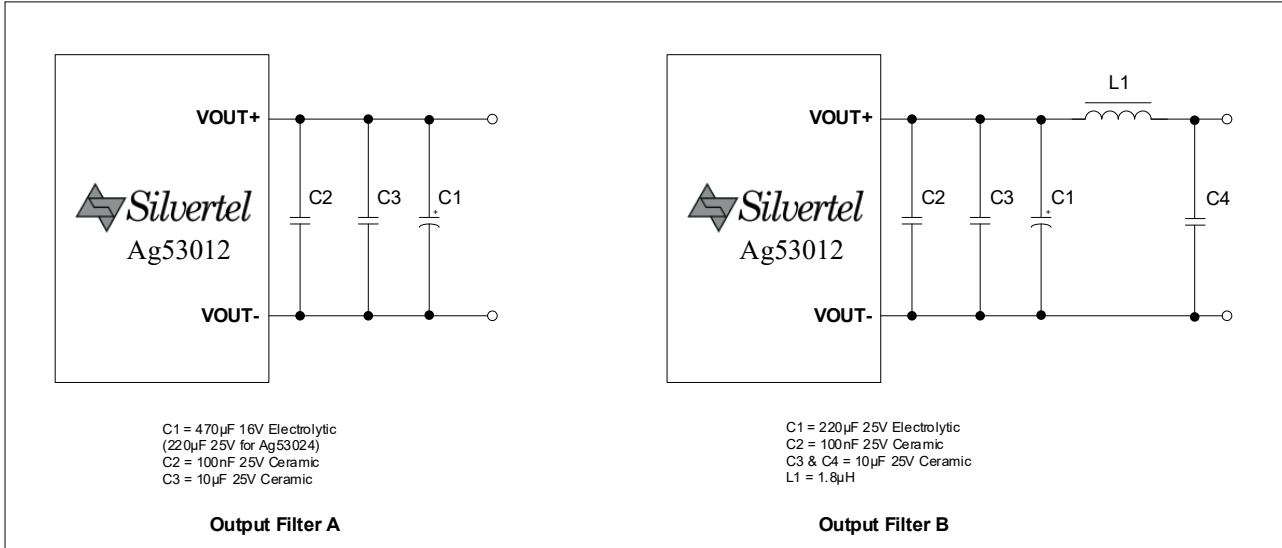 VOUT+
C2
C3
C1
+
Silvertel
Ag53012
VOUT-
C1 = 470µF 16V Electrolytic
(220µF 25V for Ag53024)
C2 = 100nF 25V Ceramic
C3 = 10µF 25V Ceramic
Output Filter A
L1
VOUT+
C2
C3
C1
+
C4
Silvertel
Ag53012
VOUT-
C1 = 220µF 25V Electrolytic
C2 = 100nF 25V Ceramic
C3 & C4 = 10µF 25V Ceramic
L1 = 1.8µH
Output Filter B